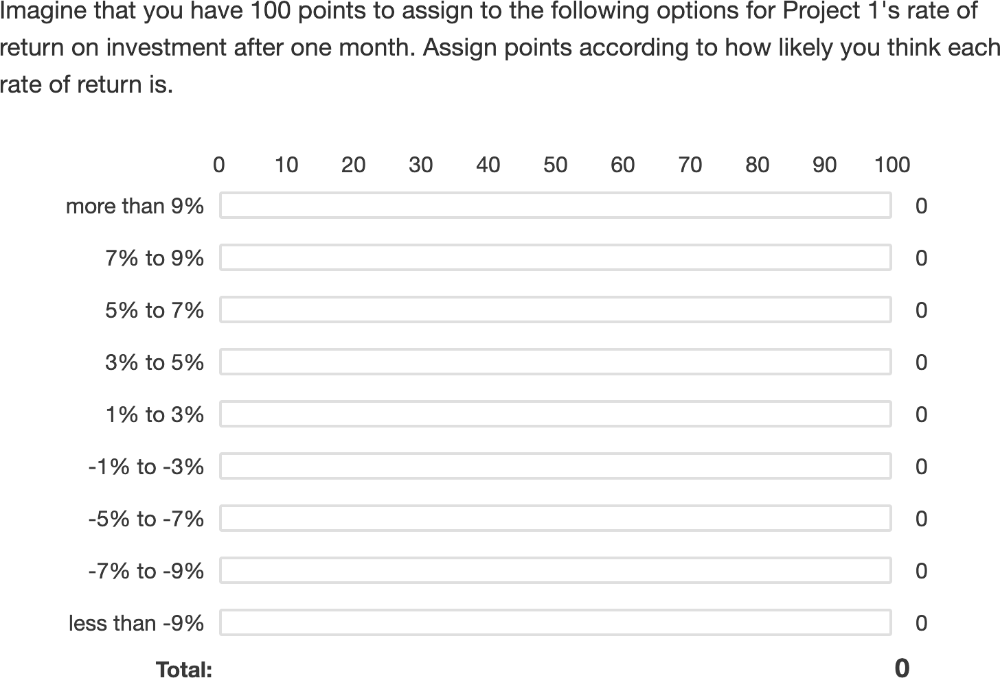 Imagine that you have 100 points to assign to the following options for Project 1's rate of
return on investment after one month. Assign points according to how likely you think each
rate of return is.
0 10 20 30 40 50 60 70 80 90 100
more than 9% 0
7% to 9% 0
5% to 7% 0
3% to 5% 0
1% to 3% 0
-1% to -3% 0
-5% to -7% 0
-7% to -9% 0
less than -9% 0
Total: 0